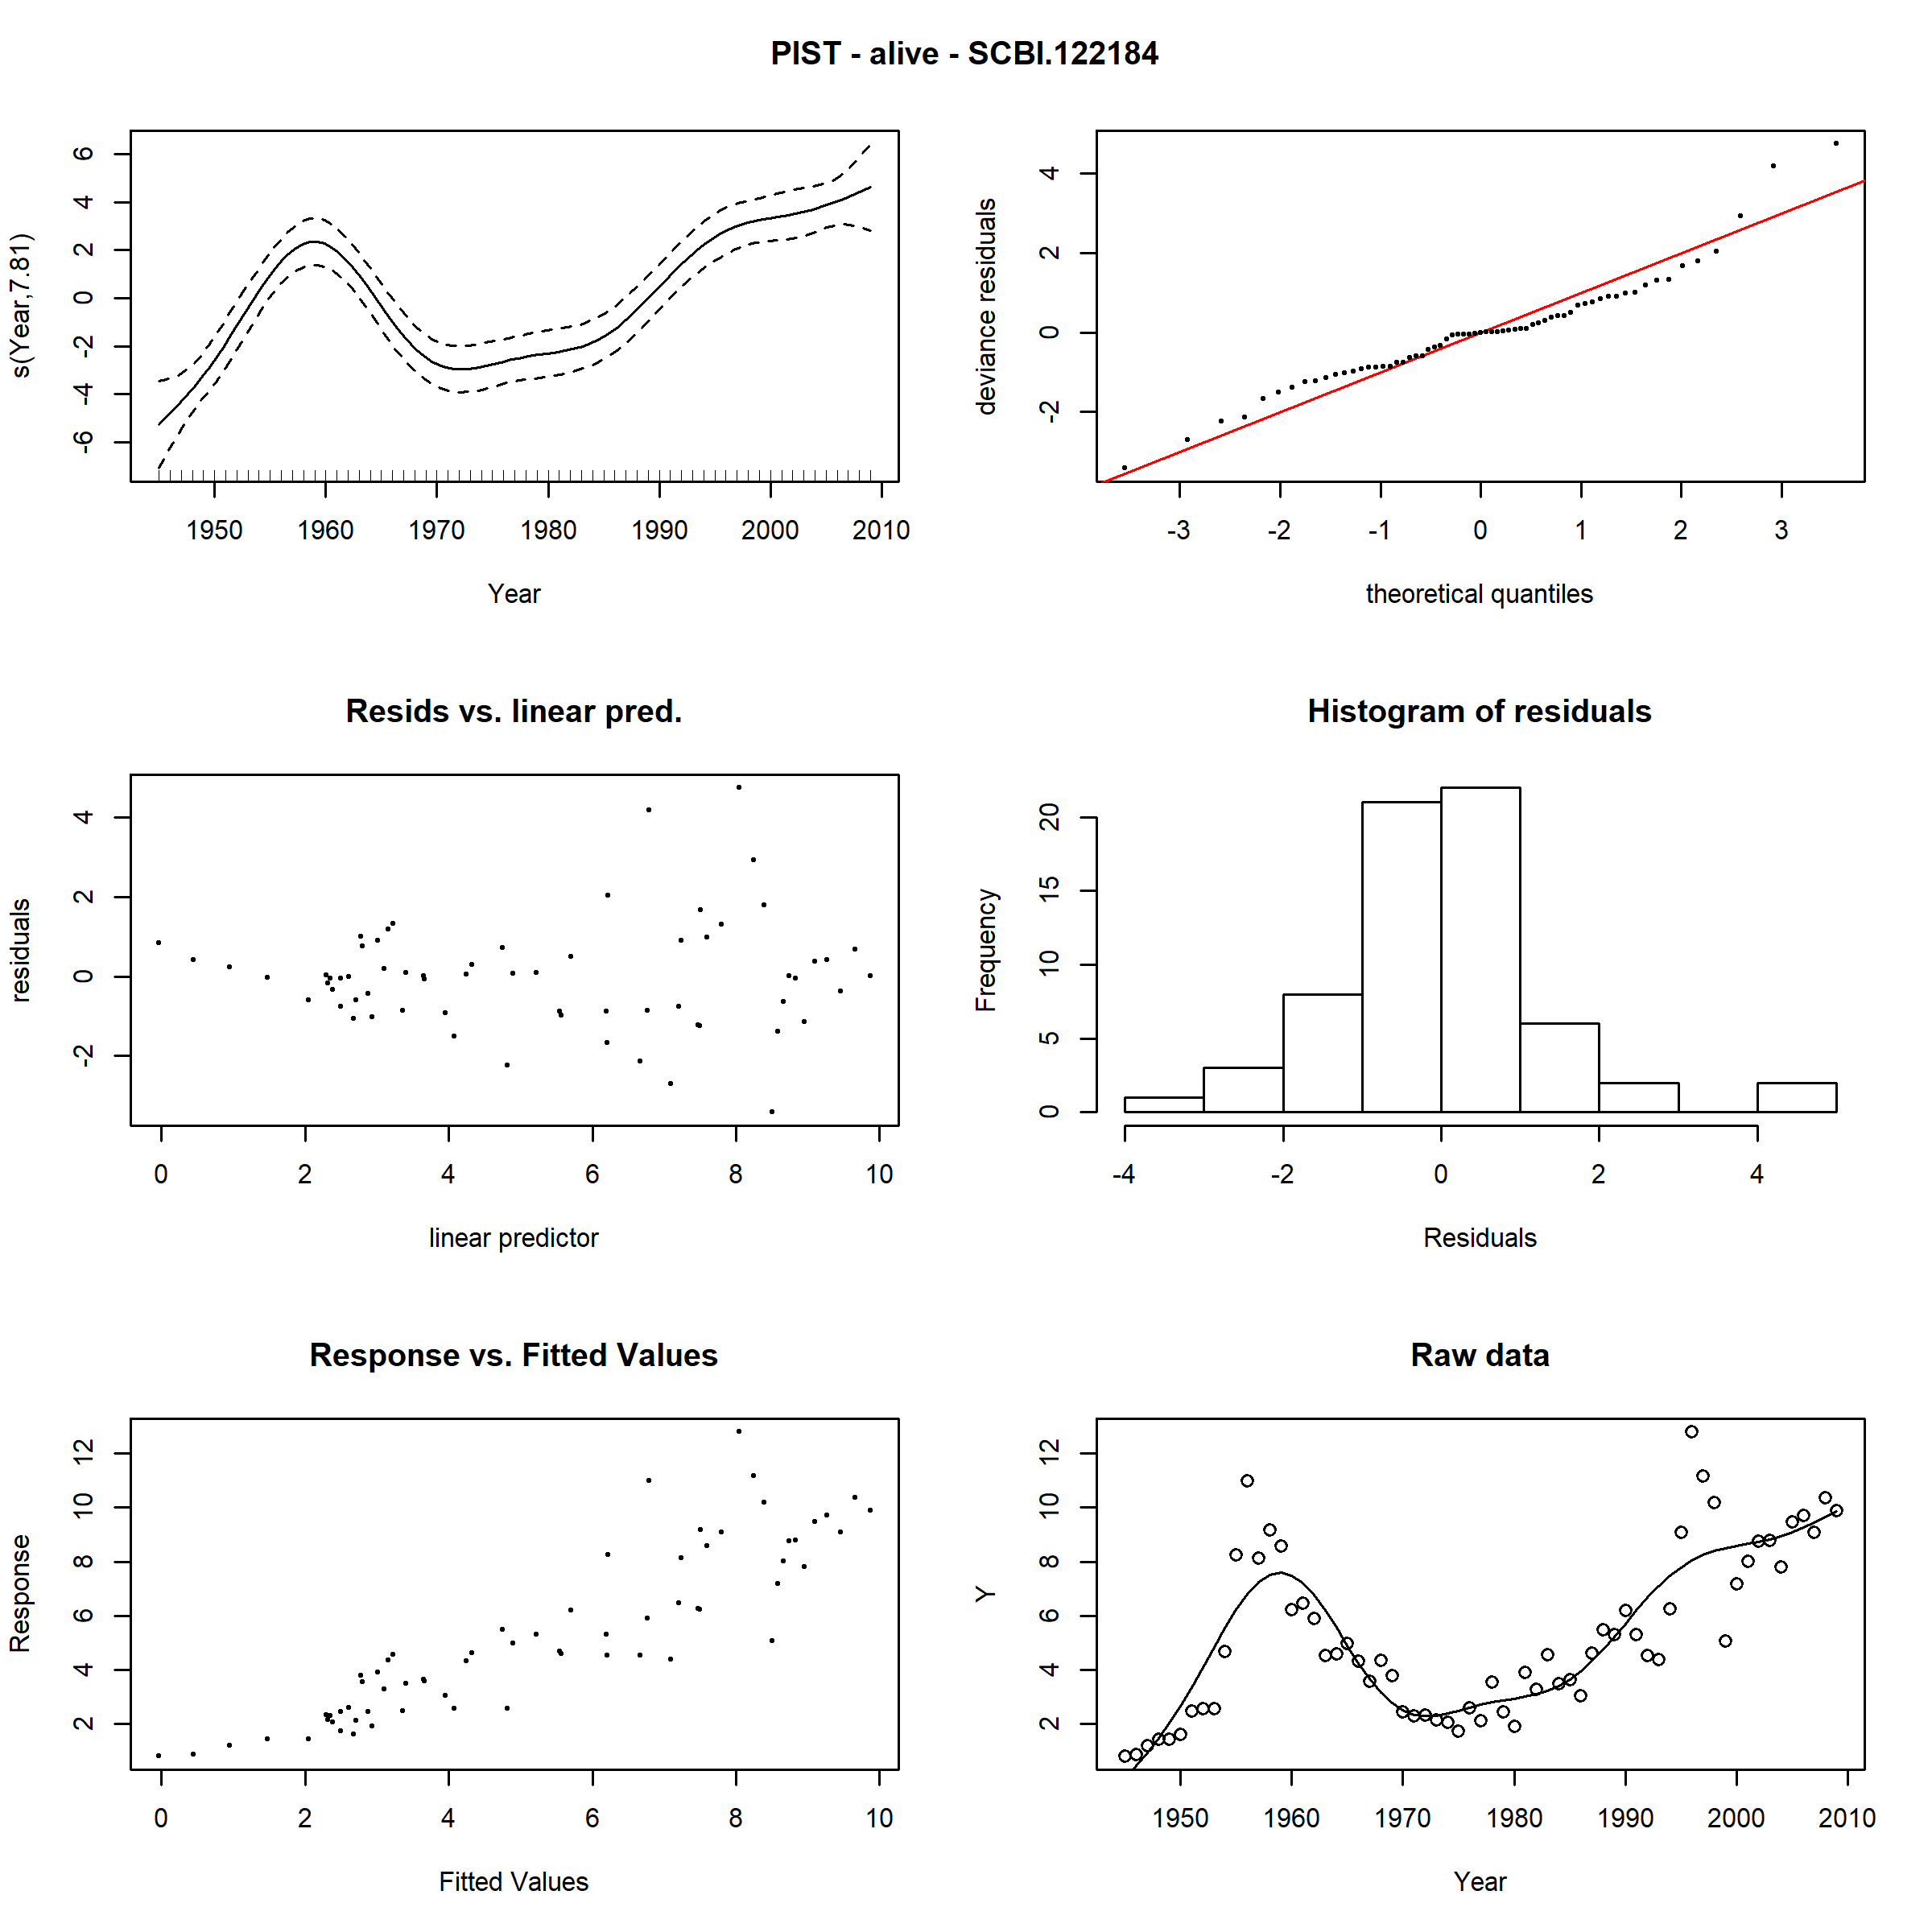 PIST - alive - SCBI.122184
s(Year,7.81)
6
4
2
0
-2
-4
-6
1950 1960 1970 1980 1990 2000 2010
Year
deviance residuals
4
2
0
-2
-3 -2 -1 0 1 2 3
theoretical quantiles
Resids vs. linear pred.
residuals
4
2
0
-2
0 2 4 6 8 10
linear predictor
Histogram of residuals
Frequency
20
15
10
5
0
-4 -2 0 2 4
Residuals
Response vs. Fitted Values
Response
12
10
8
6
4
2
0 2 4 6 8 10
Fitted Values
Raw data
Y
12
10
8
6
4
2
1950 1960 1970 1980 1990 2000 2010
Year